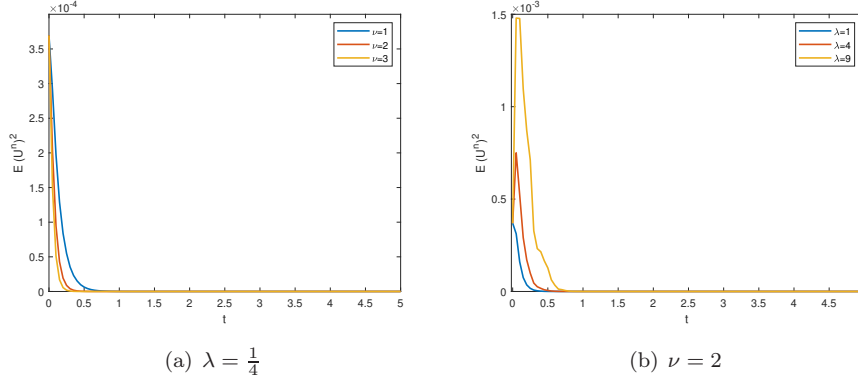 ×10⁻⁴
3.5
3
2.5
2
1.5
1
0.5
0
E (Uⁿ)²
0 0.5 1 1.5 2 2.5 3 3.5 4 4.5 5
t
ν=1
ν=2
ν=3
(a) λ = 1/4
×10⁻³
1.5
1
0.5
0
E (Uⁿ)²
0 0.5 1 1.5 2 2.5 3 3.5 4 4.5
t
λ=1
λ=4
λ=9
(b) ν = 2